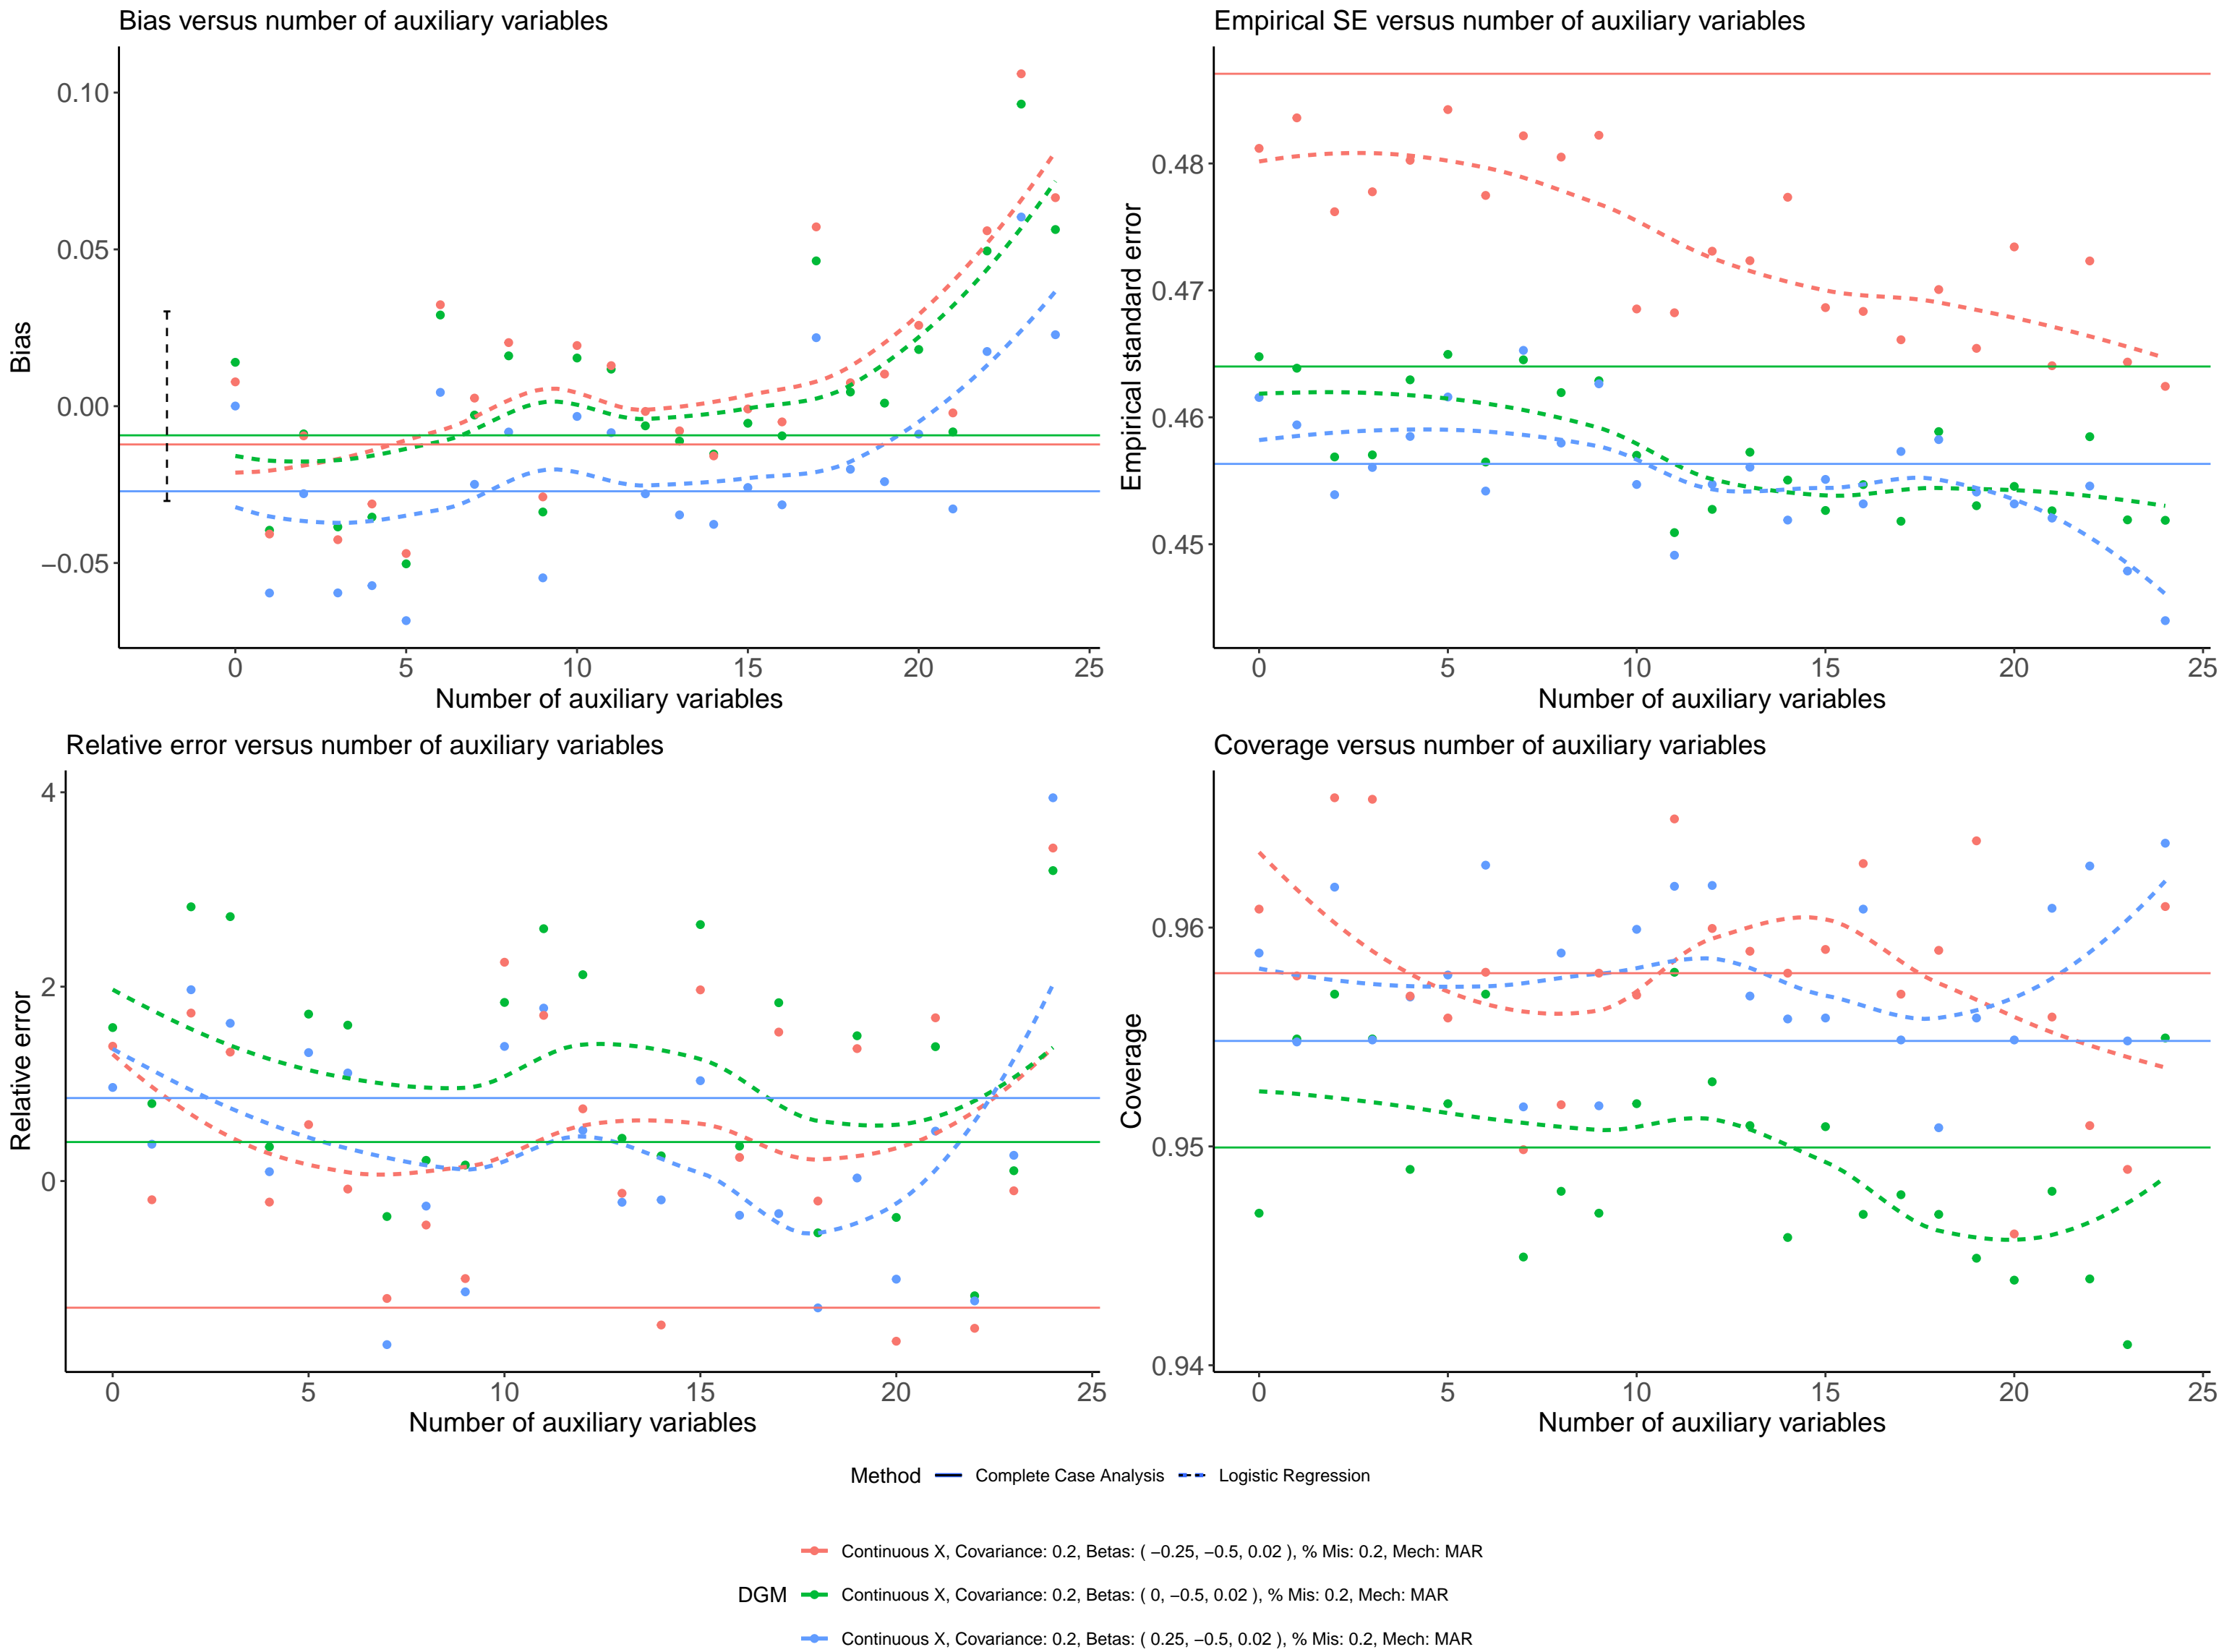 Bias versus number of auxiliary variables
0.10
0.05
0.00
−0.05
Bias
0 5 10 15 20 25
Number of auxiliary variables
Empirical SE versus number of auxiliary variables
0.48
0.47
0.46
0.45
Empirical standard error
0 5 10 15 20 25
Number of auxiliary variables
Relative error versus number of auxiliary variables
4
2
0
Relative error
0 5 10 15 20 25
Number of auxiliary variables
Coverage versus number of auxiliary variables
0.96
0.95
0.94
Coverage
0 5 10 15 20 25
Number of auxiliary variables
Method Complete Case Analysis Logistic Regression
Continuous X, Covariance: 0.2, Betas: ( −0.25, −0.5, 0.02 ), % Mis: 0.2, Mech: MAR
DGM Continuous X, Covariance: 0.2, Betas: ( 0, −0.5, 0.02 ), % Mis: 0.2, Mech: MAR
Continuous X, Covariance: 0.2, Betas: ( 0.25, −0.5, 0.02 ), % Mis: 0.2, Mech: MAR